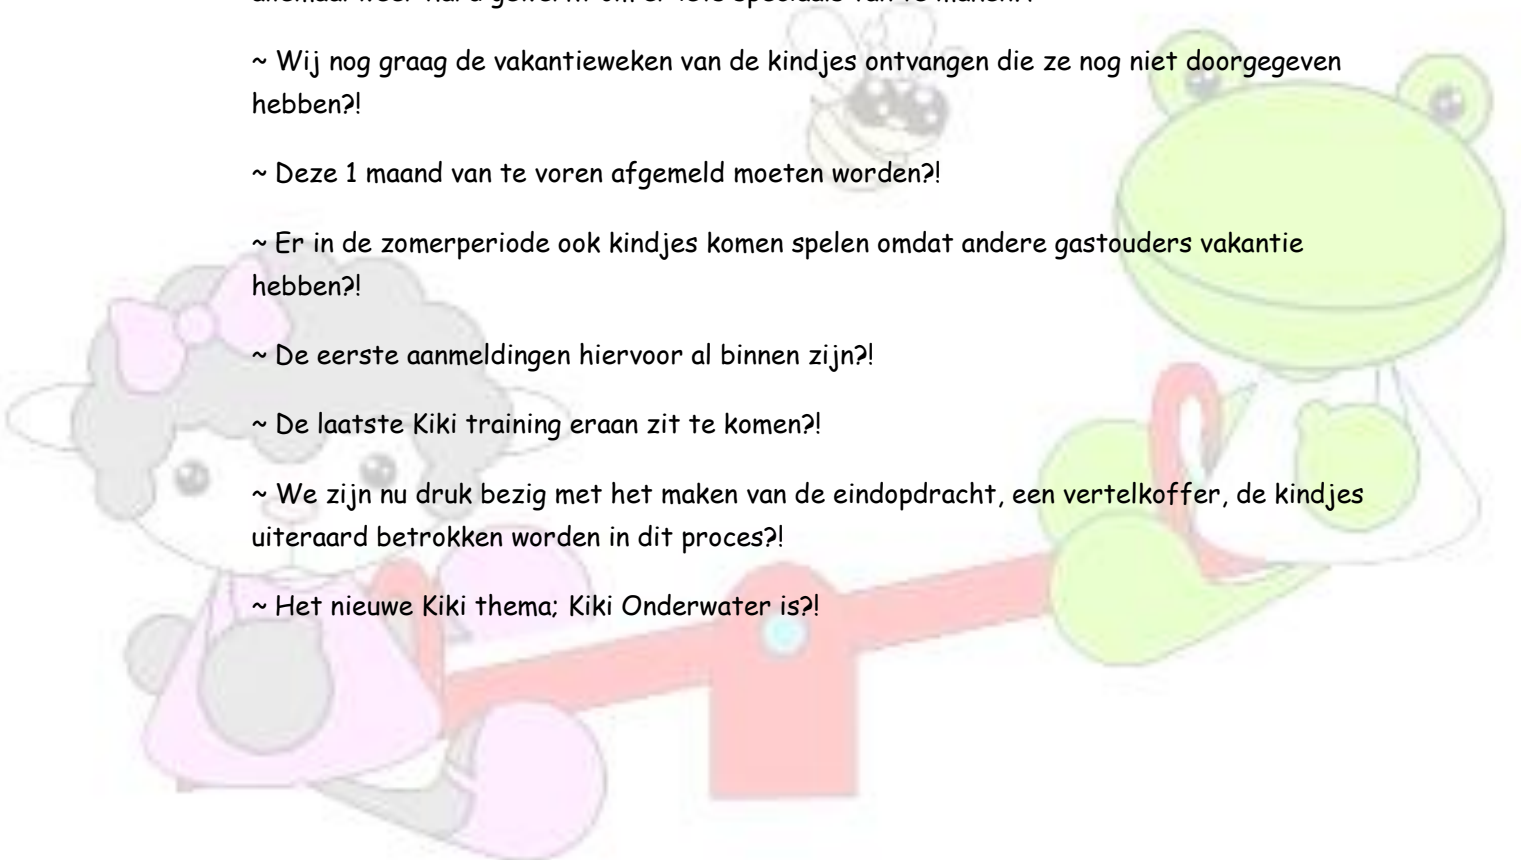 ~ Wij nog graag de vakantieweken van de kindjes ontvangen die ze nog niet doorgegeven
hebben?!
~ Deze 1 maand van te voren afgemeld moeten worden?!
~ Er in de zomerperiode ook kindjes komen spelen omdat andere gastouders vakantie
hebben?!
~ De eerste aanmeldingen hiervoor al binnen zijn?!
~ De laatste Kiki training eraan zit te komen?!
~ We zijn nu druk bezig met het maken van de eindopdracht, een vertelkoffer, de kindjes
uiteraard betrokken worden in dit proces?!
~ Het nieuwe Kiki thema; Kiki Onderwater is?!